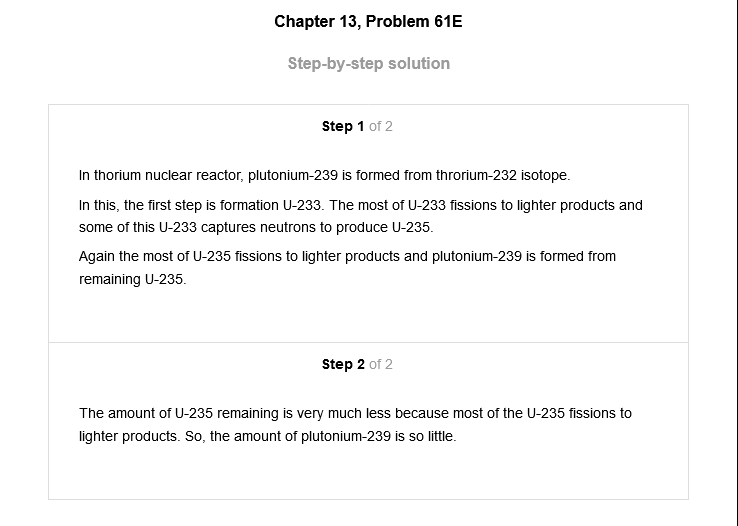 Chapter 13, Problem 61E
Step-by-step solution
Step 1 of 2
In thorium nuclear reactor, plutonium-239 is formed from throrium-232 isotope.
In this, the first step is formation U-233. The most of U-233 fissions to lighter products and
some of this U-233 captures neutrons to produce U-235.
Again the most of U-235 fissions to lighter products and plutonium-239 is formed from
remaining U-235.
Step 2 of 2
The amount of U-235 remaining is very much less because most of the U-235 fissions to
lighter products. So, the amount of plutonium-239 is so little.